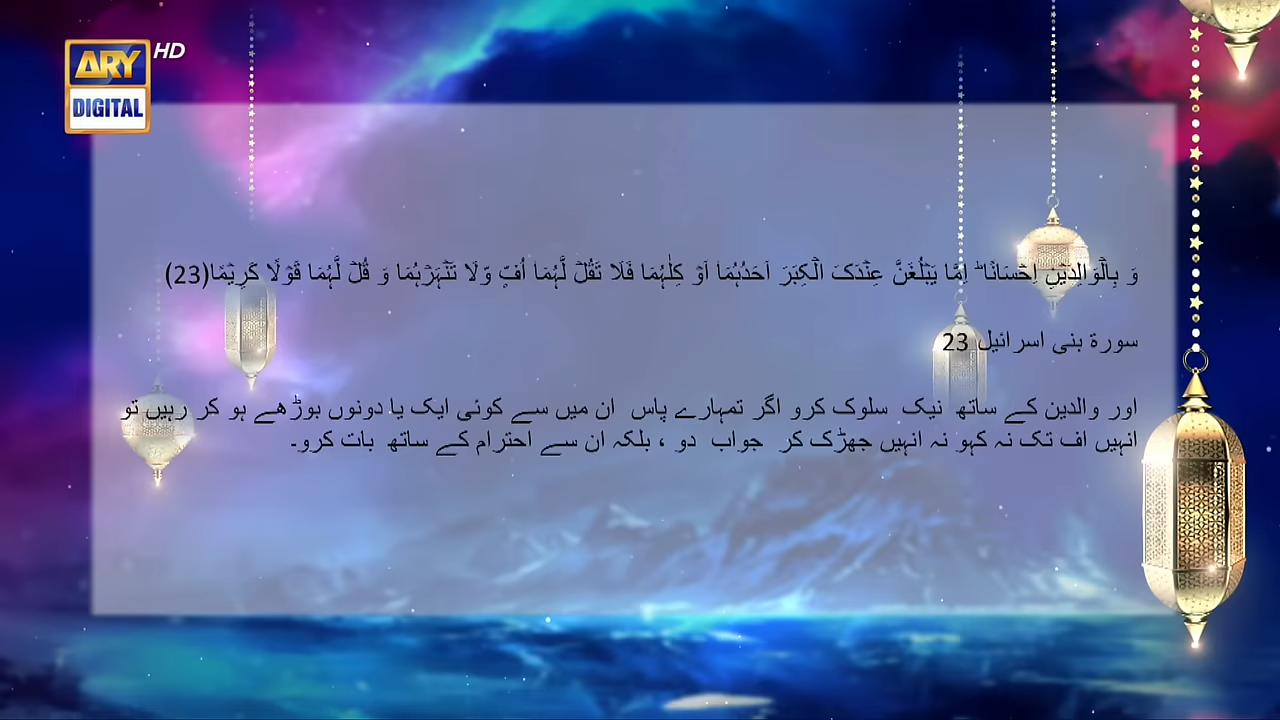 ARY HD
DIGITAL
وَ بِالۡوَالِدَیۡنِ اِحۡسَانًا ؕ اِمَّا یَبۡلُغَنَّ عِنۡدَکَ الۡکِبَرَ اَحَدُہُمَاۤ اَوۡ کِلٰہُمَا فَلَا تَقُلۡ لَّہُمَاۤ اُفٍّ وَّ لَا تَنۡہَرۡہُمَا وَ قُلۡ لَّہُمَا قَوۡلًا کَرِیۡمًا(23)
سورۃ بنی اسرائیل 23
اور والدین کے ساتھ نیک سلوک کرو اگر تمہارے پاس ان میں سے کوئی ایک یا دونوں بوڑھے ہو کر رہیں تو
انہیں اف تک نہ کہو نہ انہیں جھڑک کر جواب دو ، بلکہ ان سے احترام کے ساتھ بات کرو۔